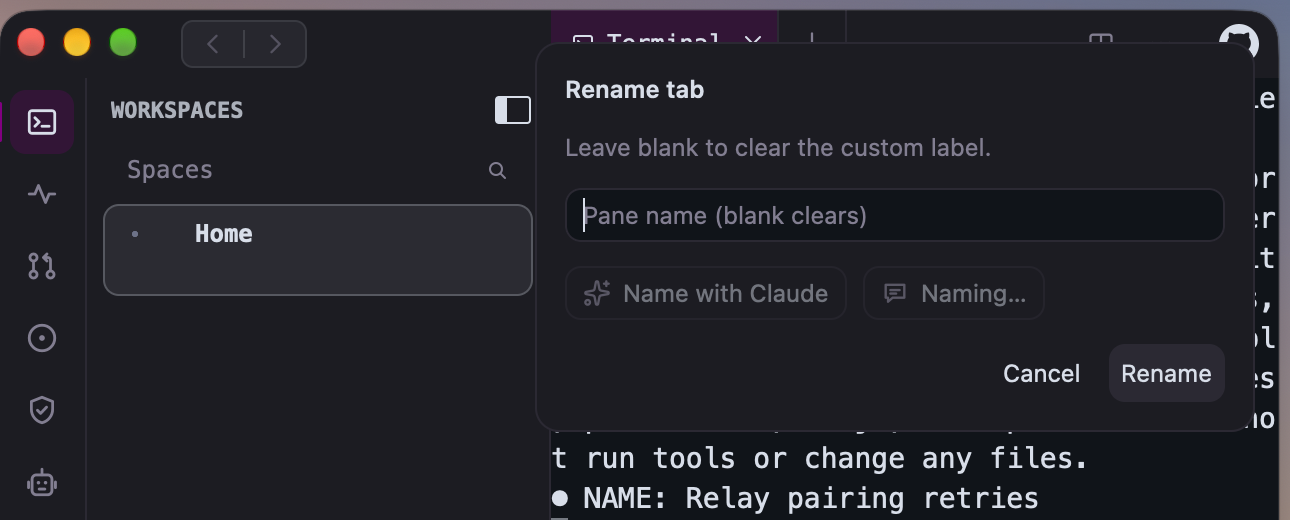 Terminal
WORKSPACES
Spaces
Home
Rename tab
Leave blank to clear the custom label.
Pane name (blank clears)
Name with Claude
Naming...
Cancel
Rename
t run tools or change any files.
● NAME: Relay pairing retries